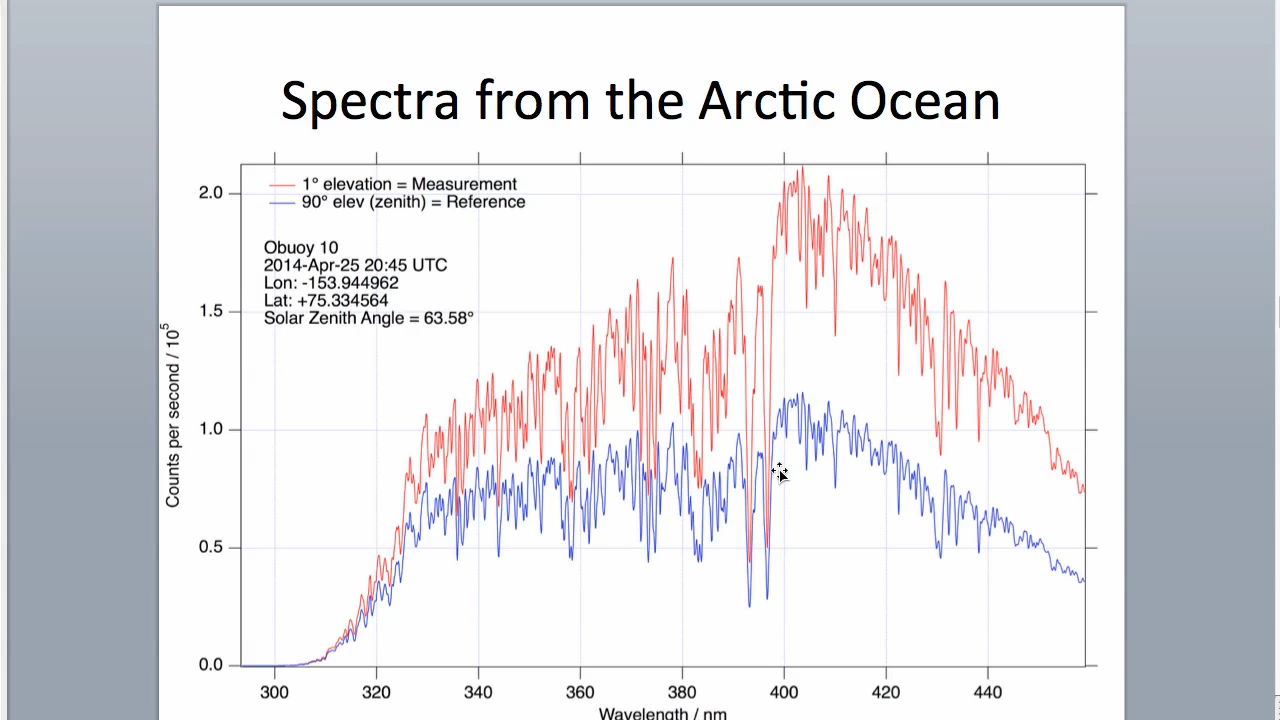 Spectra from the Arctic Ocean
1° elevation = Measurement
90° elev (zenith) = Reference
Obuoy 10
2014-Apr-25 20:45 UTC
Lon: -153.944962
Lat: +75.334564
Solar Zenith Angle = 63.58°
Counts per second / 10⁵
2.0
1.5
1.0
0.5
0.0
300 320 340 360 380 400 420 440
Wavelength / nm